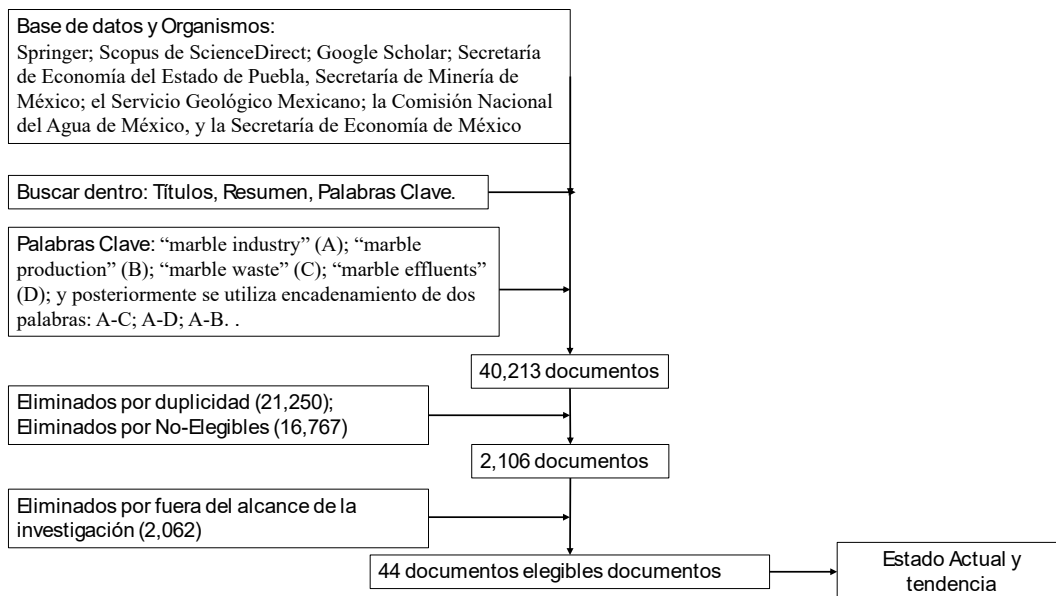 Base de datos y Organismos:
Springer; Scopus de ScienceDirect; Google Scholar; Secretaría
de Economía del Estado de Puebla, Secretaría de Minería de
México; el Servicio Geológico Mexicano; la Comisión Nacional
del Agua de México, y la Secretaría de Economía de México
Buscar dentro: Títulos, Resumen, Palabras Clave.
Palabras Clave: “marble industry” (A); “marble
production” (B); “marble waste” (C); “marble effluents”
(D); y posteriormente se utiliza encadenamiento de dos
palabras: A-C; A-D; A-B. .
40,213 documentos
Eliminados por duplicidad (21,250);
Eliminados por No-Elegibles (16,767)
2,106 documentos
Eliminados por fuera del alcance de la
investigación (2,062)
44 documentos elegibles documentos
Estado Actual y
tendencia